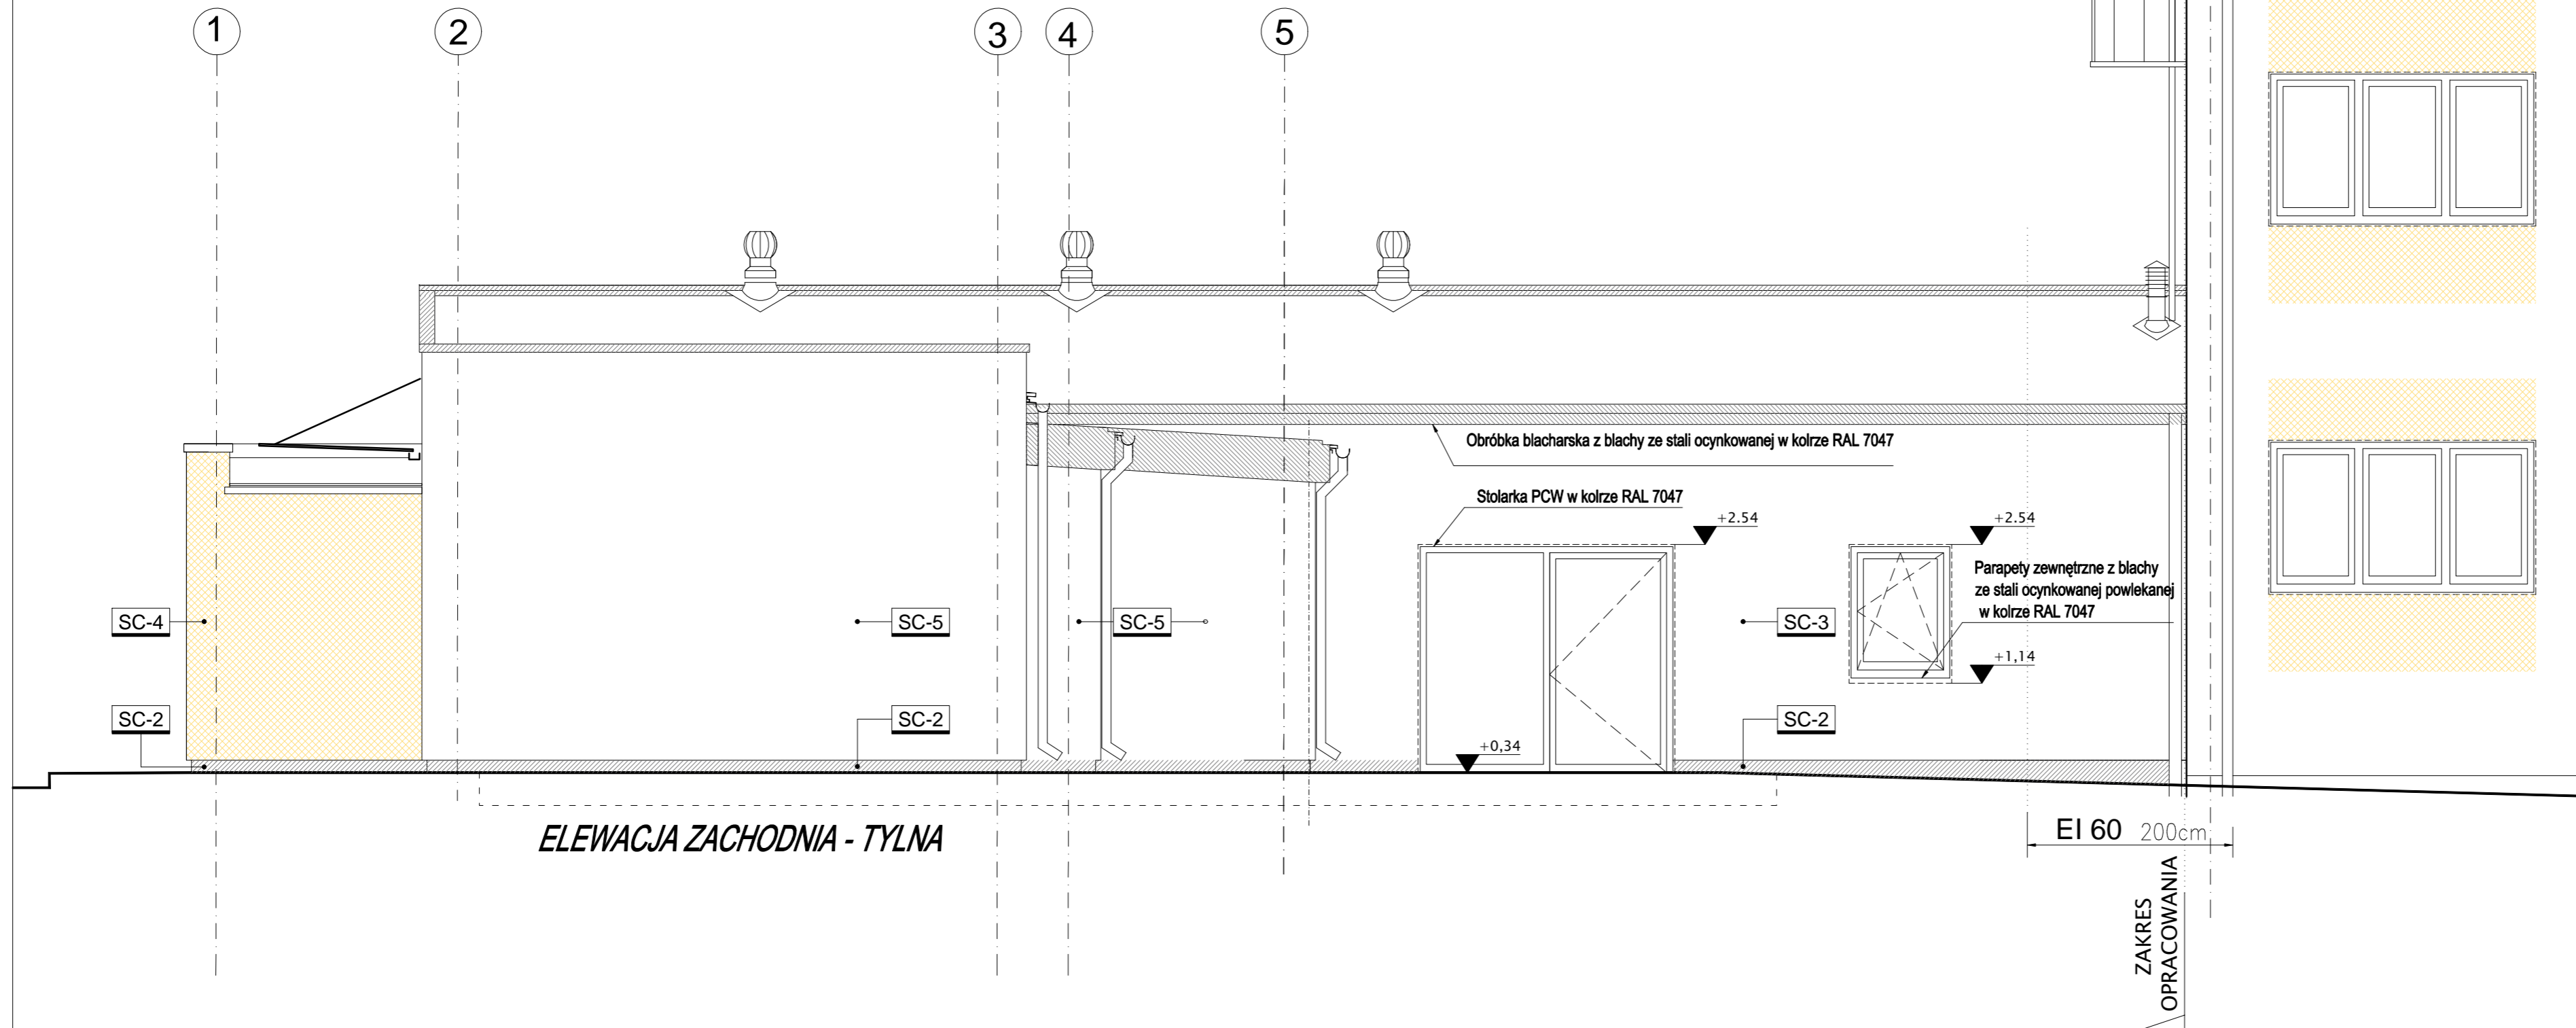 1
2
3
4
5
Obróbka blacharska z blachy ze stali ocynkowanej w kolrze RAL 7047
Stolarka PCW w kolrze RAL 7047
+2.54
+2.54
Parapety zewnętrzne z blachy
ze stali ocynkowanej powlekanej
w kolrze RAL 7047
SC-4
SC-5
SC-5
SC-3
+1,14
SC-2
SC-2
SC-2
+0,34
ELEWACJA ZACHODNIA - TYLNA
EI 60 200cm
ZAKRES
OPRACOWANIA